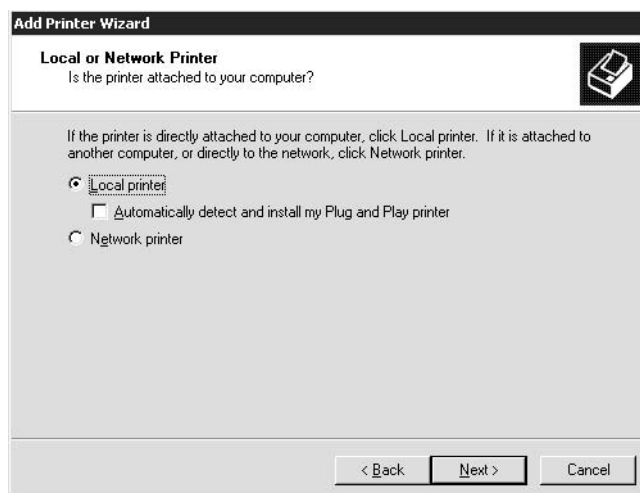 Add Printer Wizard
Local or Network Printer
Is the printer attached to your computer?
If the printer is directly attached to your computer, click Local printer. If it is attached to
another computer, or directly to the network, click Network printer.
Local printer
Automatically detect and install my Plug and Play printer
Network printer
< Back Next > Cancel